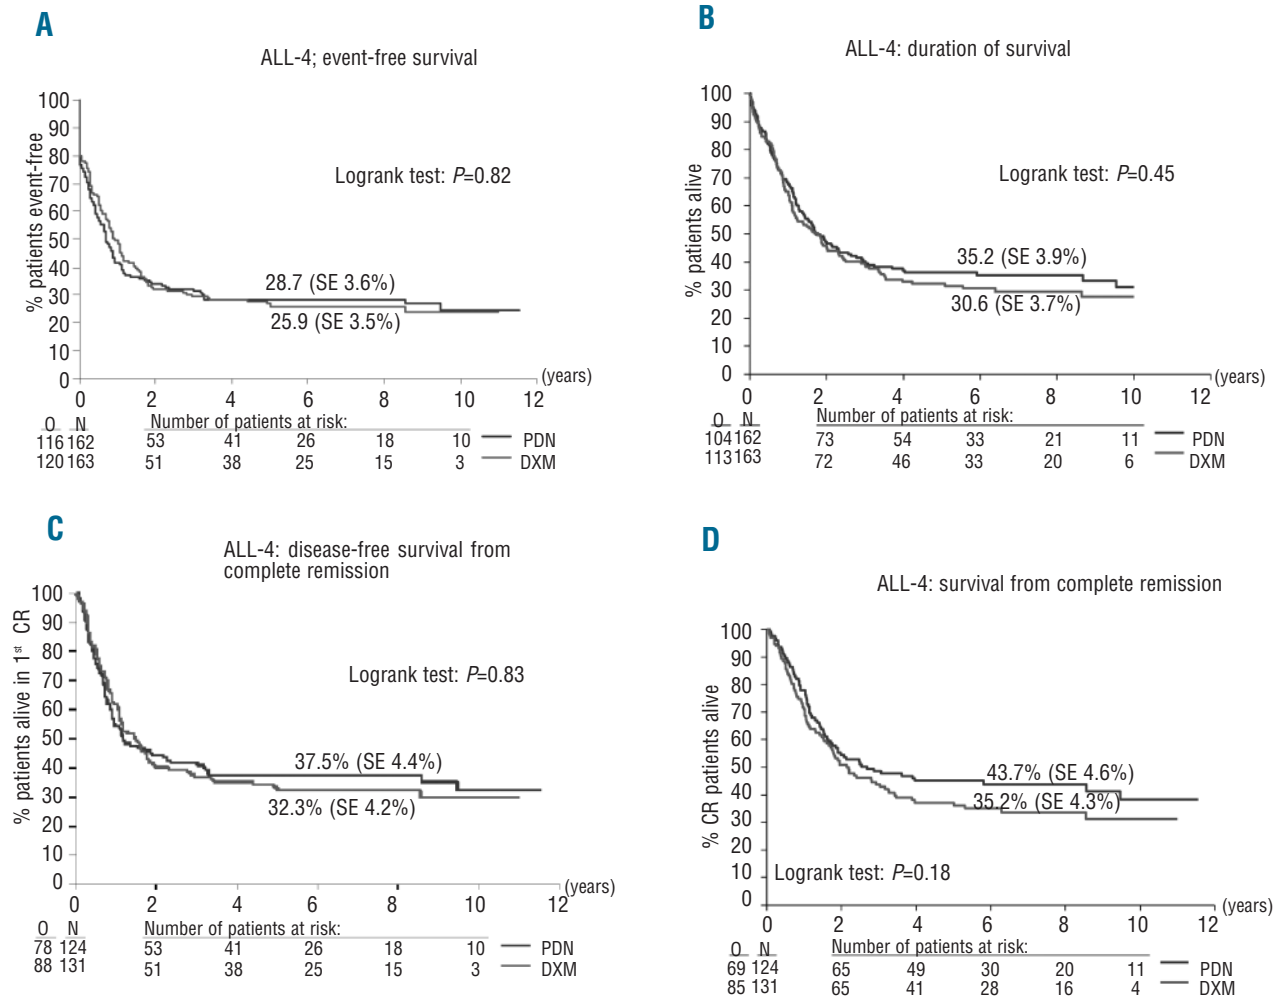 A
ALL-4; event-free survival
% patients event-free
100
90
80
70
60
50
40
30
20
10
0
Logrank test: P=0.82
28.7 (SE 3.6%)
25.9 (SE 3.5%)
0 2 4 6 8 10 12 (years)
O N Number of patients at risk:
116 162 53 41 26 18 10 PDN
120 163 51 38 25 15 3 DXM
B
ALL-4: duration of survival
% patients alive
100
90
80
70
60
50
40
30
20
10
0
Logrank test: P=0.45
35.2 (SE 3.9%)
30.6 (SE 3.7%)
0 2 4 6 8 10 12 (years)
O N Number of patients at risk:
104 162 73 54 33 21 11 PDN
113 163 72 46 33 20 6 DXM
C
ALL-4: disease-free survival from
complete remission
% patients alive in 1st CR
100
90
80
70
60
50
40
30
20
10
0
Logrank test: P=0.83
37.5% (SE 4.4%)
32.3% (SE 4.2%)
0 2 4 6 8 10 12 (years)
O N Number of patients at risk:
78 124 53 41 26 18 10 PDN
88 131 51 38 25 15 3 DXM
D
ALL-4: survival from complete remission
% CR patients alive
100
90
80
70
60
50
40
30
20
10
0
43.7% (SE 4.6%)
35.2% (SE 4.3%)
Logrank test: P=0.18
0 2 4 6 8 10 12 (years)
O N Number of patients at risk:
69 124 65 49 30 20 11 PDN
85 131 65 41 28 16 4 DXM